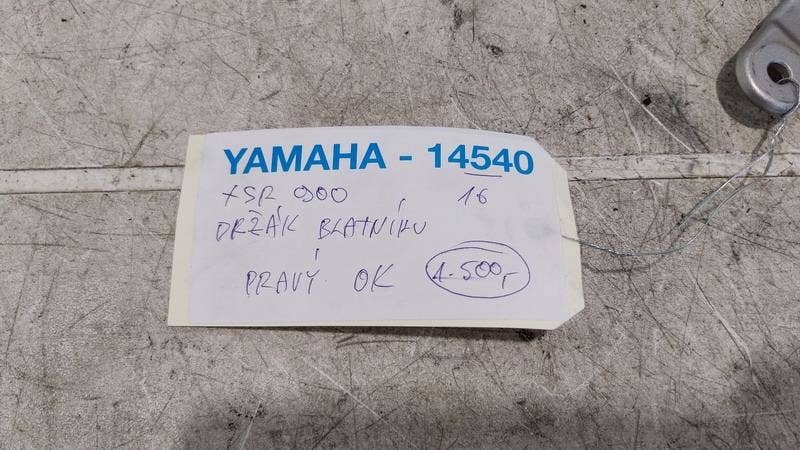 YAMAHA - 14540
XSR 900 16
DRŽÁK BLATNÍKU
PRAVÝ OK 1.500,-